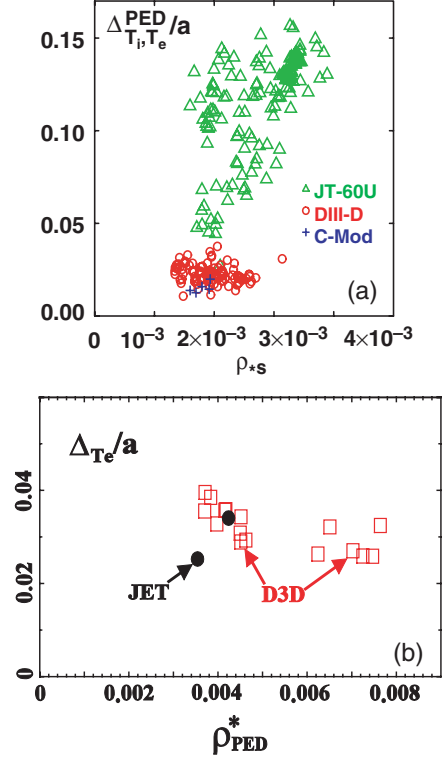 Δ^PED_Ti,Te/a
0.15
0.10
0.05
0.00
△ JT-60U
○ DIII-D
+ C-Mod
(a)
0 10⁻³ 2×10⁻³ 3×10⁻³ 4×10⁻³
ρ*s
Δ_Te/a
0.04
0.02
0
JET
D3D
(b)
0 0.002 0.004 0.006 0.008
ρ*_PED